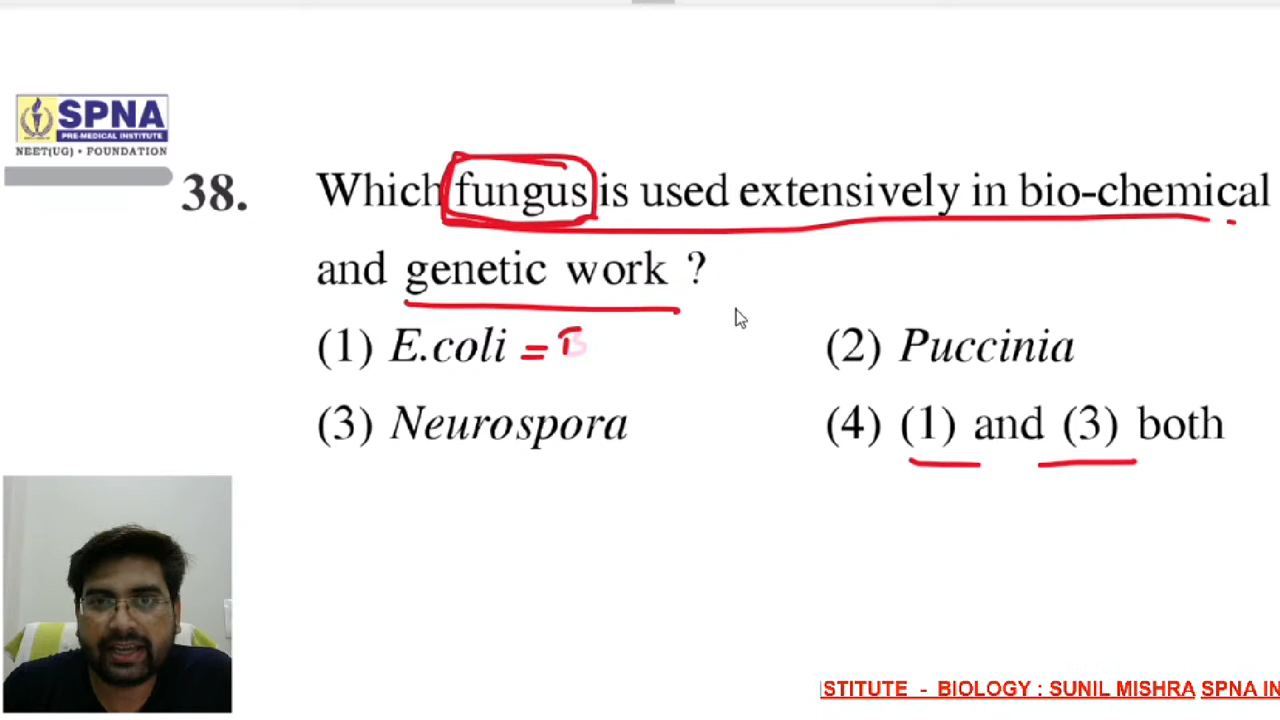 SPNA
PRE-MEDICAL INSTITUTE
NEET(UG) • FOUNDATION
38. Which fungus is used extensively in bio-chemical
and genetic work ?
(1) E.coli =
(2) Puccinia
(3) Neurospora
(4) (1) and (3) both
STITUTE - BIOLOGY : SUNIL MISHRA SPNA IN